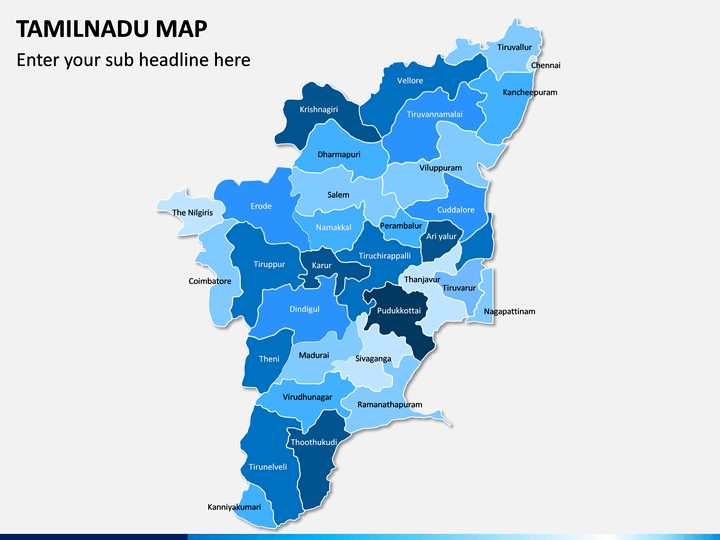 TAMILNADU MAP
Enter your sub headline here
Tiruvallur
Chennai
Vellore
Kancheepuram
Krishnagiri
Tiruvannamalai
Dharmapuri
Viluppuram
Salem
The Nilgiris
Erode
Cuddalore
Namakkal
Perambalur
Ari yalur
Tiruchirappalli
Tiruppur
Karur
Coimbatore
Thanjavur
Tiruvarur
Dindigul
Pudukkottai
Nagapattinam
Theni
Madurai
Sivaganga
Virudhunagar
Ramanathapuram
Thoothukudi
Tirunelveli
Kanniyakumari